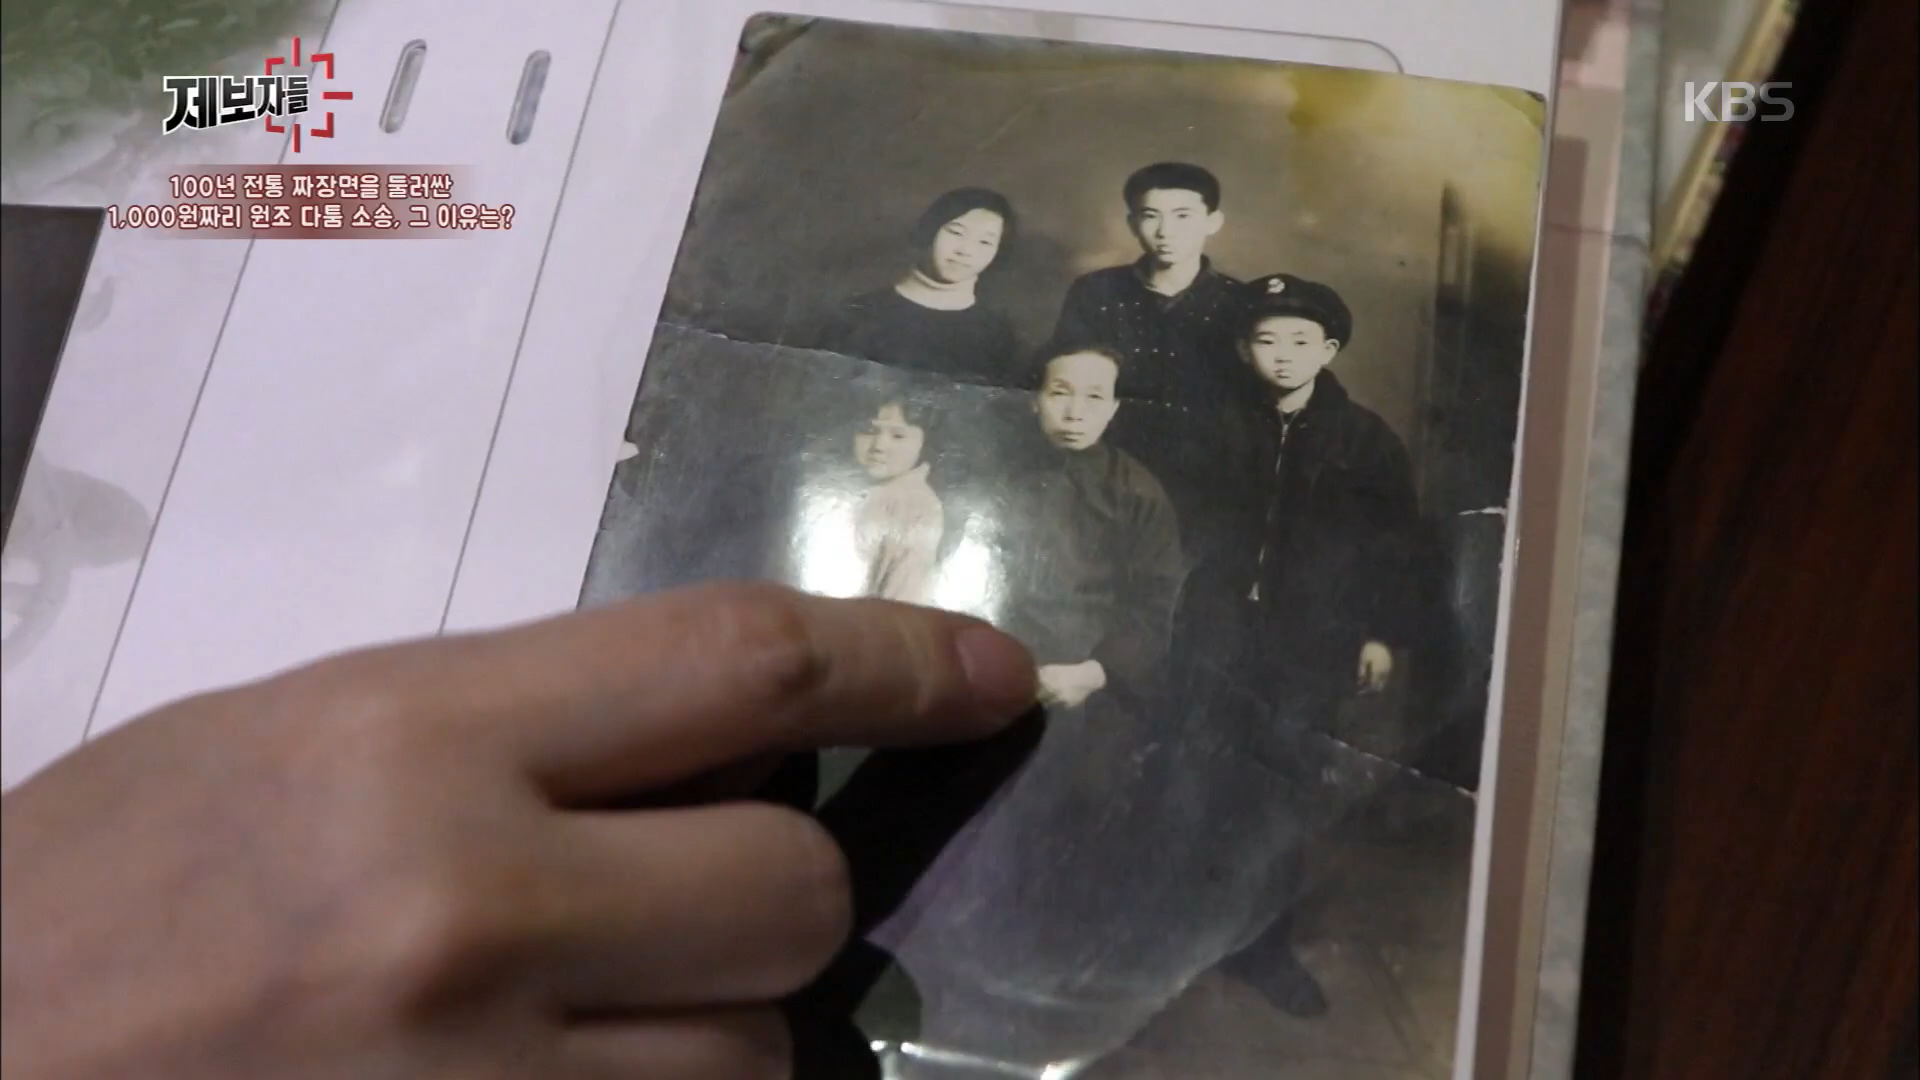 제보자들
KBS
100년 전통 짜장면을 둘러싼
1,000원짜리 원조 다툼 소송, 그 이유는?